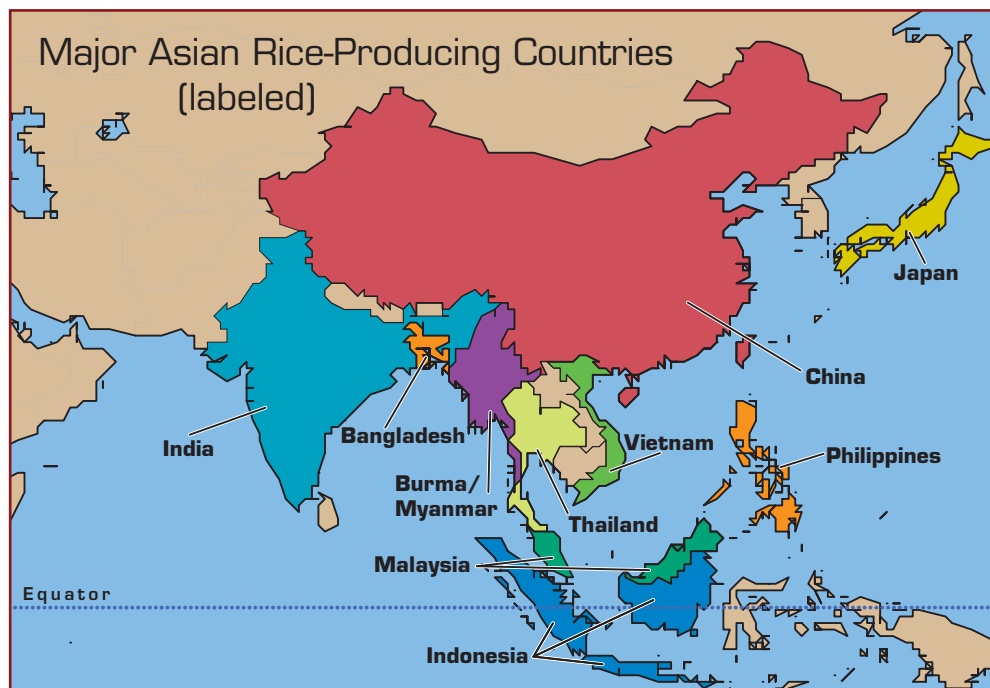 Major Asian Rice-Producing Countries
(labeled)
Japan
China
India
Bangladesh
Vietnam
Philippines
Burma/
Myanmar
Thailand
Malaysia
Equator
Indonesia